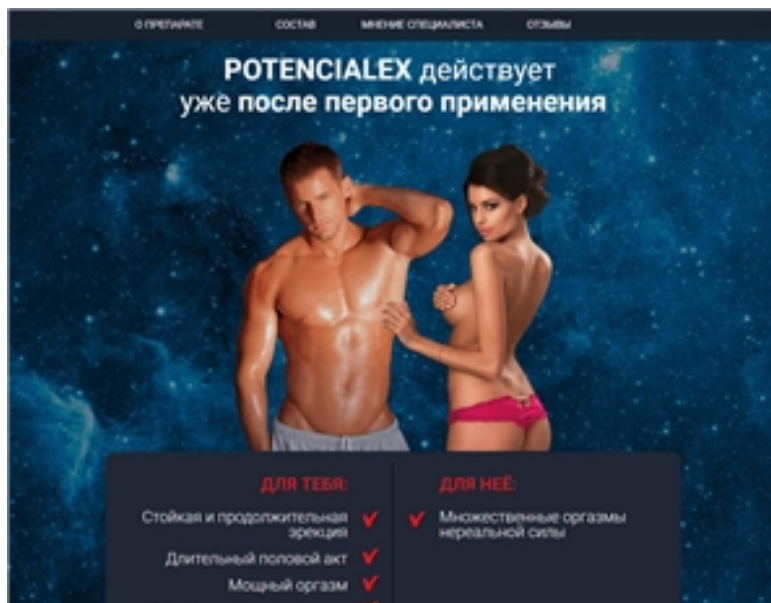 О ПРЕПАРАТЕ СОСТАВ МНЕНИЕ СПЕЦИАЛИСТА ОТЗЫВЫ
POTENCIALEX действует
уже после первого применения
ДЛЯ ТЕБЯ:
Стойкая и продолжительная
эрекция
Длительный половой акт
Мощный оргазм
ДЛЯ НЕЁ:
Множественные оргазмы
нереальной силы